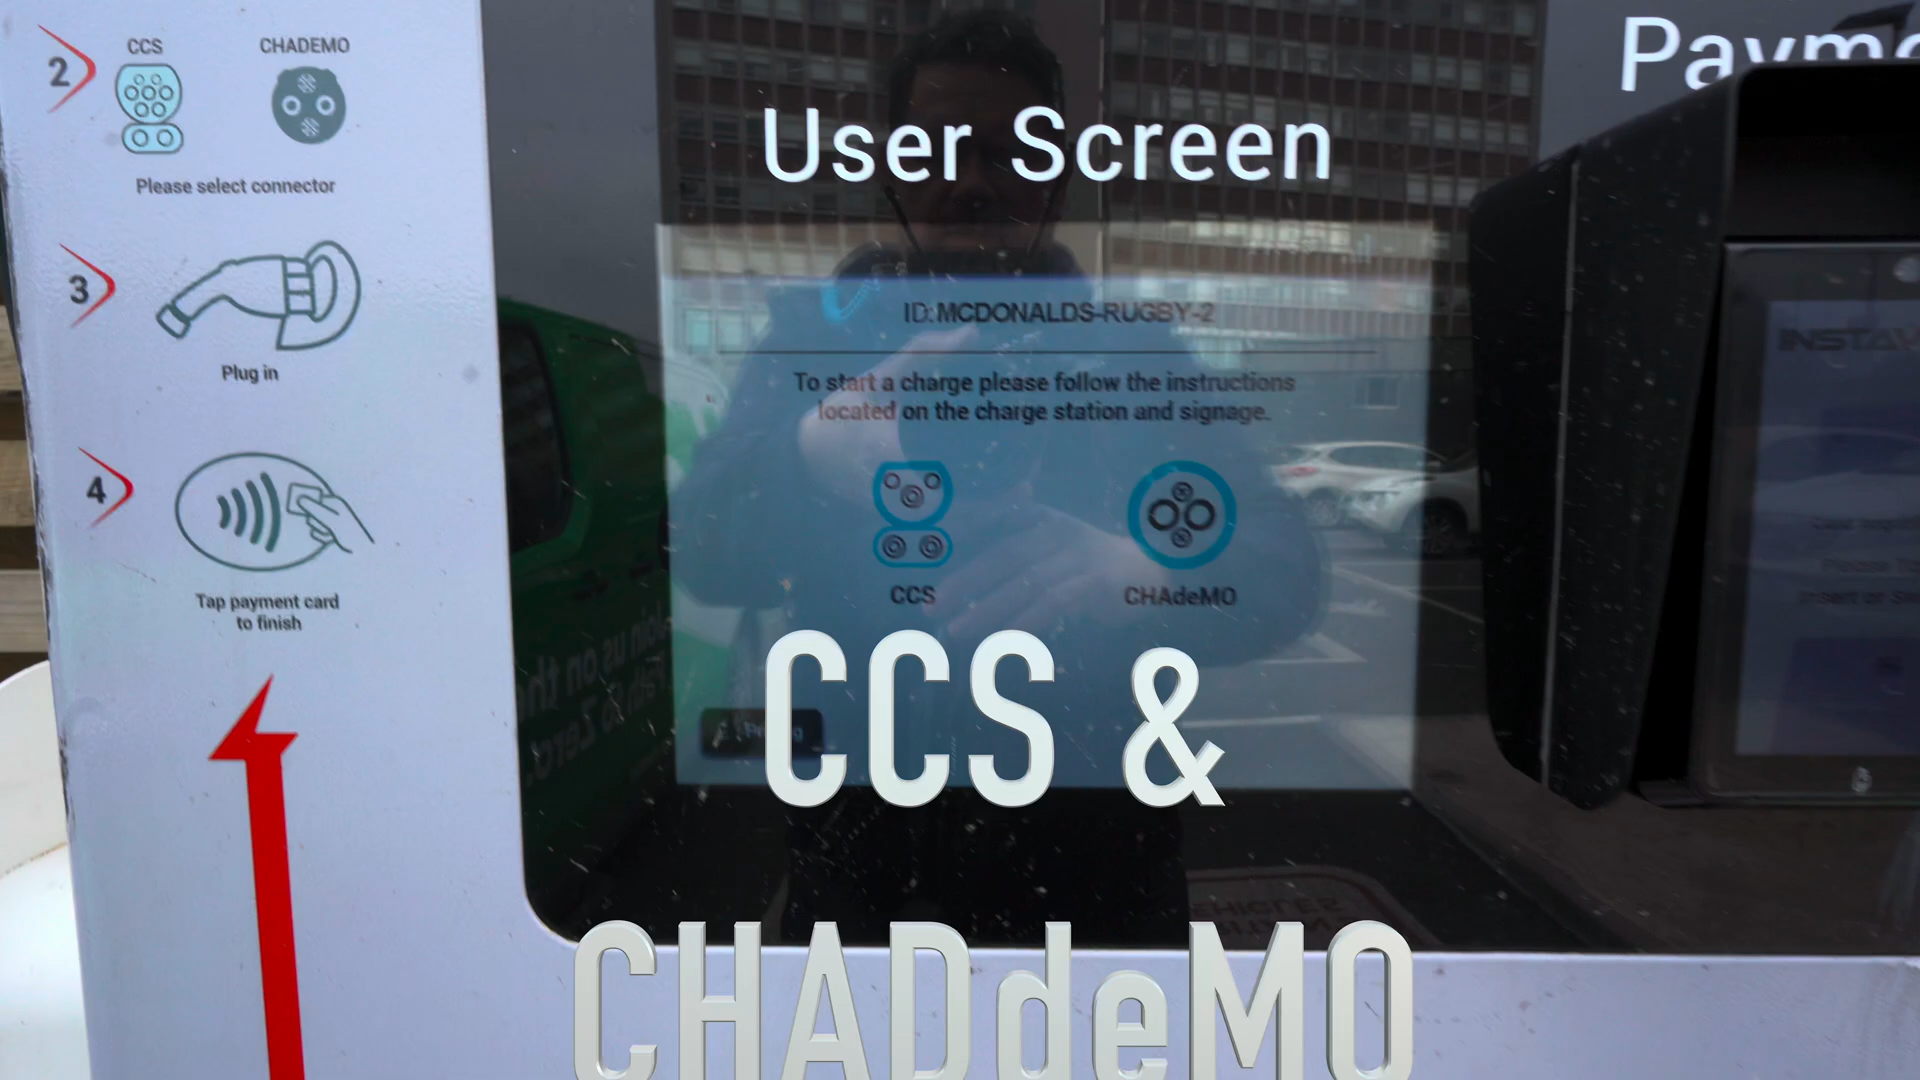 2
CCS
CHADEMO
Please select connector
3
Plug in
4
Tap payment card
to finish
User Screen
ID:MCDONALDS-RUGBY-2
To start a charge please follow the instructions
located on the charge station and signage.
CCS
CHAdeMO
CCS &
CHADdeMO